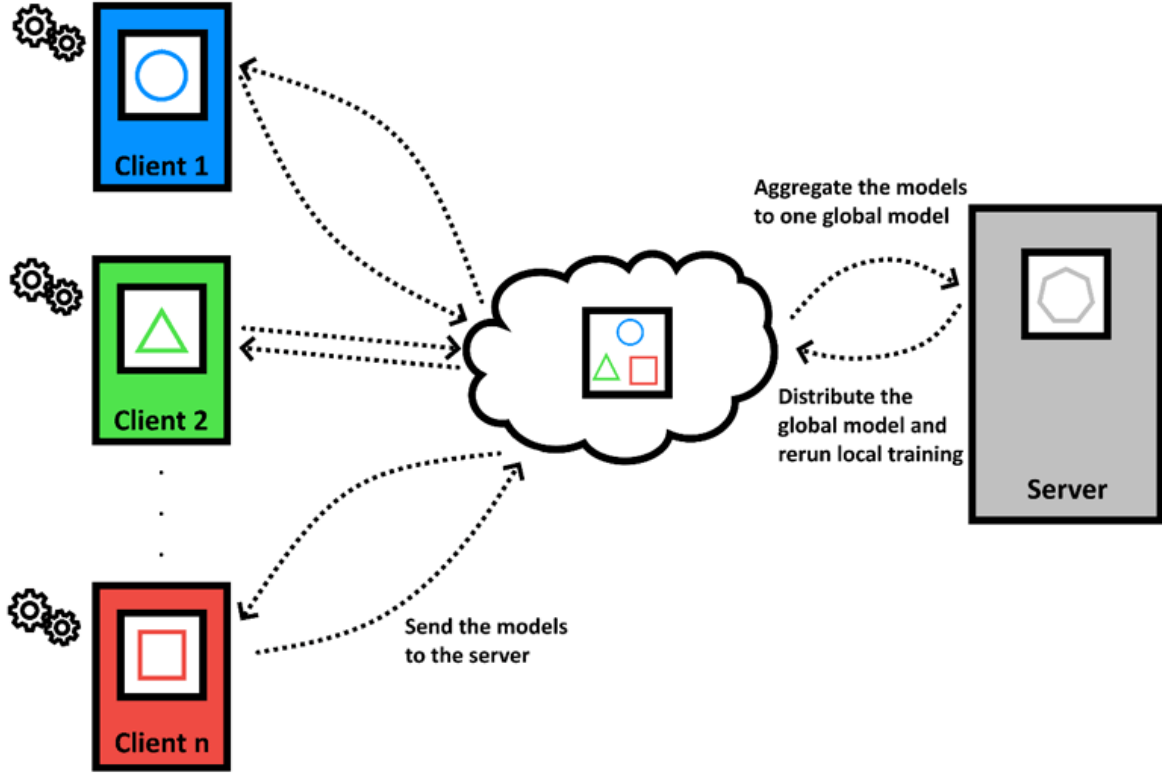 Client 1
Aggregate the models
to one global model
Client 2
Distribute the
global model and
rerun local training
Server
Send the models
to the server
Client n